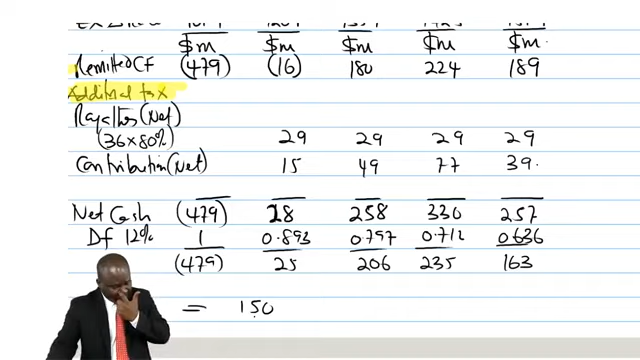 $m $m $m $m $m
Remitted CF (479) (16) 180 224 189
Additional tax
Royalties (Net)
(36x80%) 29 29 29 29
Contribution (Net) 15 49 77 39
Net Cash (479) 28 258 330 257
Df 12% 1 0.893 0.797 0.712 0.636
(479) 25 206 235 163
= 150